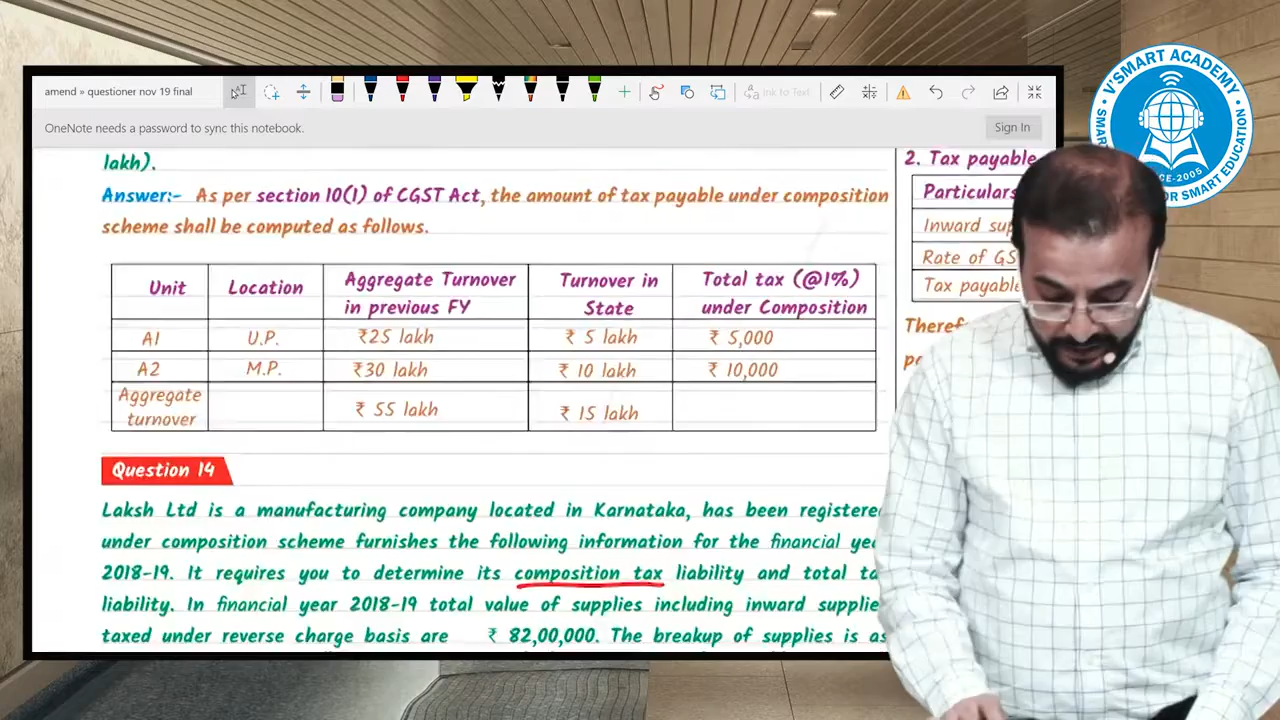 amend » questioner nov 19 final
Ink to Text
OneNote needs a password to sync this notebook.
Sign In
lakh).
Answer:- As per section 10(1) of CGST Act, the amount of tax payable under composition
scheme shall be computed as follows.
Unit Location Aggregate Turnover in previous FY Turnover in State Total tax (@1%) under Composition
A1 U.P. ₹25 lakh ₹ 5 lakh ₹ 5,000
A2 M.P. ₹30 lakh ₹ 10 lakh ₹ 10,000
Aggregate turnover ₹ 55 lakh ₹ 15 lakh
Question 14
Laksh Ltd is a manufacturing company located in Karnataka, has been registere
under composition scheme furnishes the following information for the financial yea
2018-19. It requires you to determine its composition tax liability and total ta
liability. In financial year 2018-19 total value of supplies including inward supplie
taxed under reverse charge basis are ₹ 82,00,000. The breakup of supplies is as
2. Tax payable
Particulars
Inward sup
Rate of GS
Tax payable
Theref
V'SMART ACADEMY